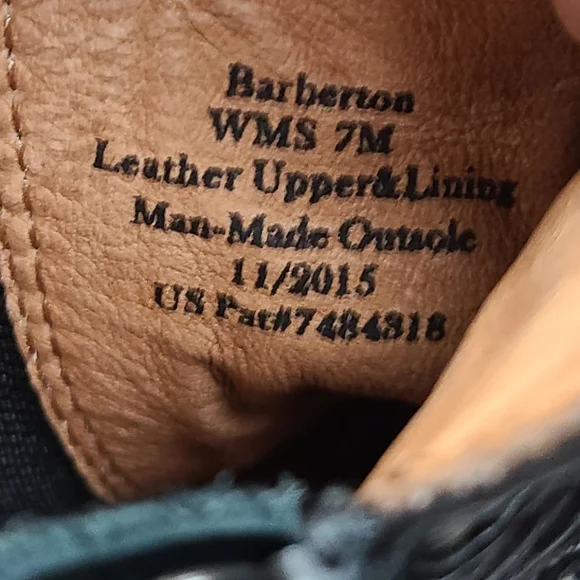 Barberton
WMS 7M
Leather Upper&Lining
Man-Made Outsole
11/2015
US Pat#7484318